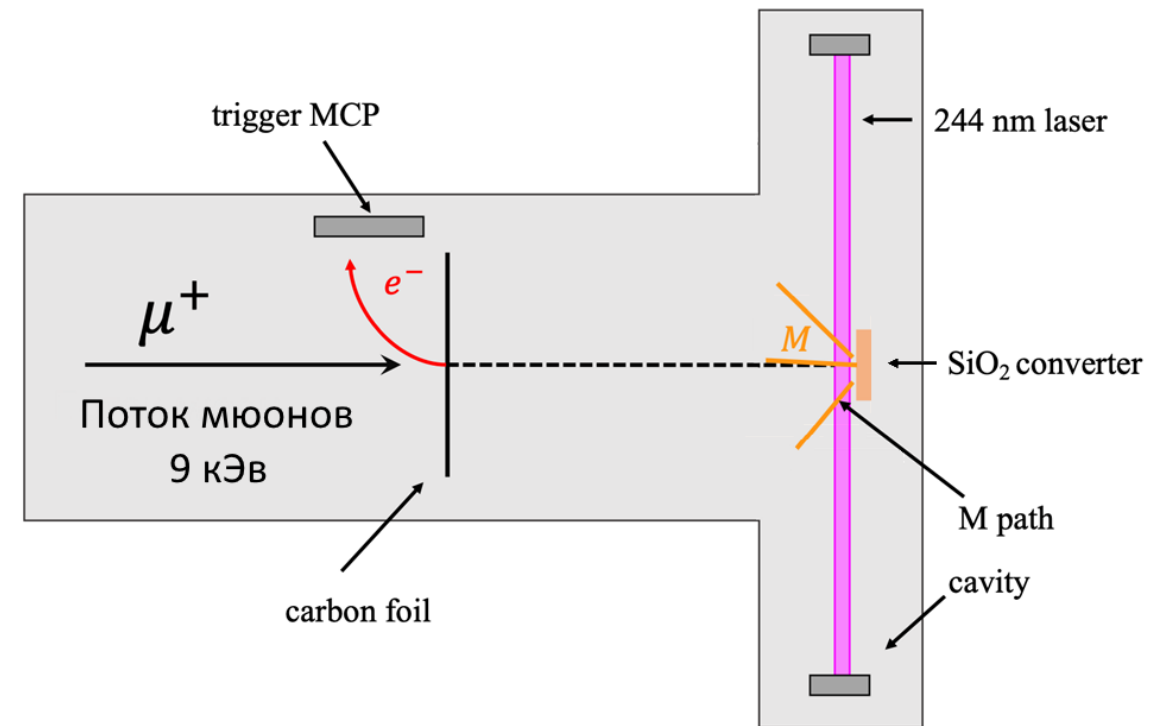 trigger MCP
244 nm laser
e⁻
μ⁺
M
SiO₂ converter
Поток мюонов
9 кЭв
M path
cavity
carbon foil